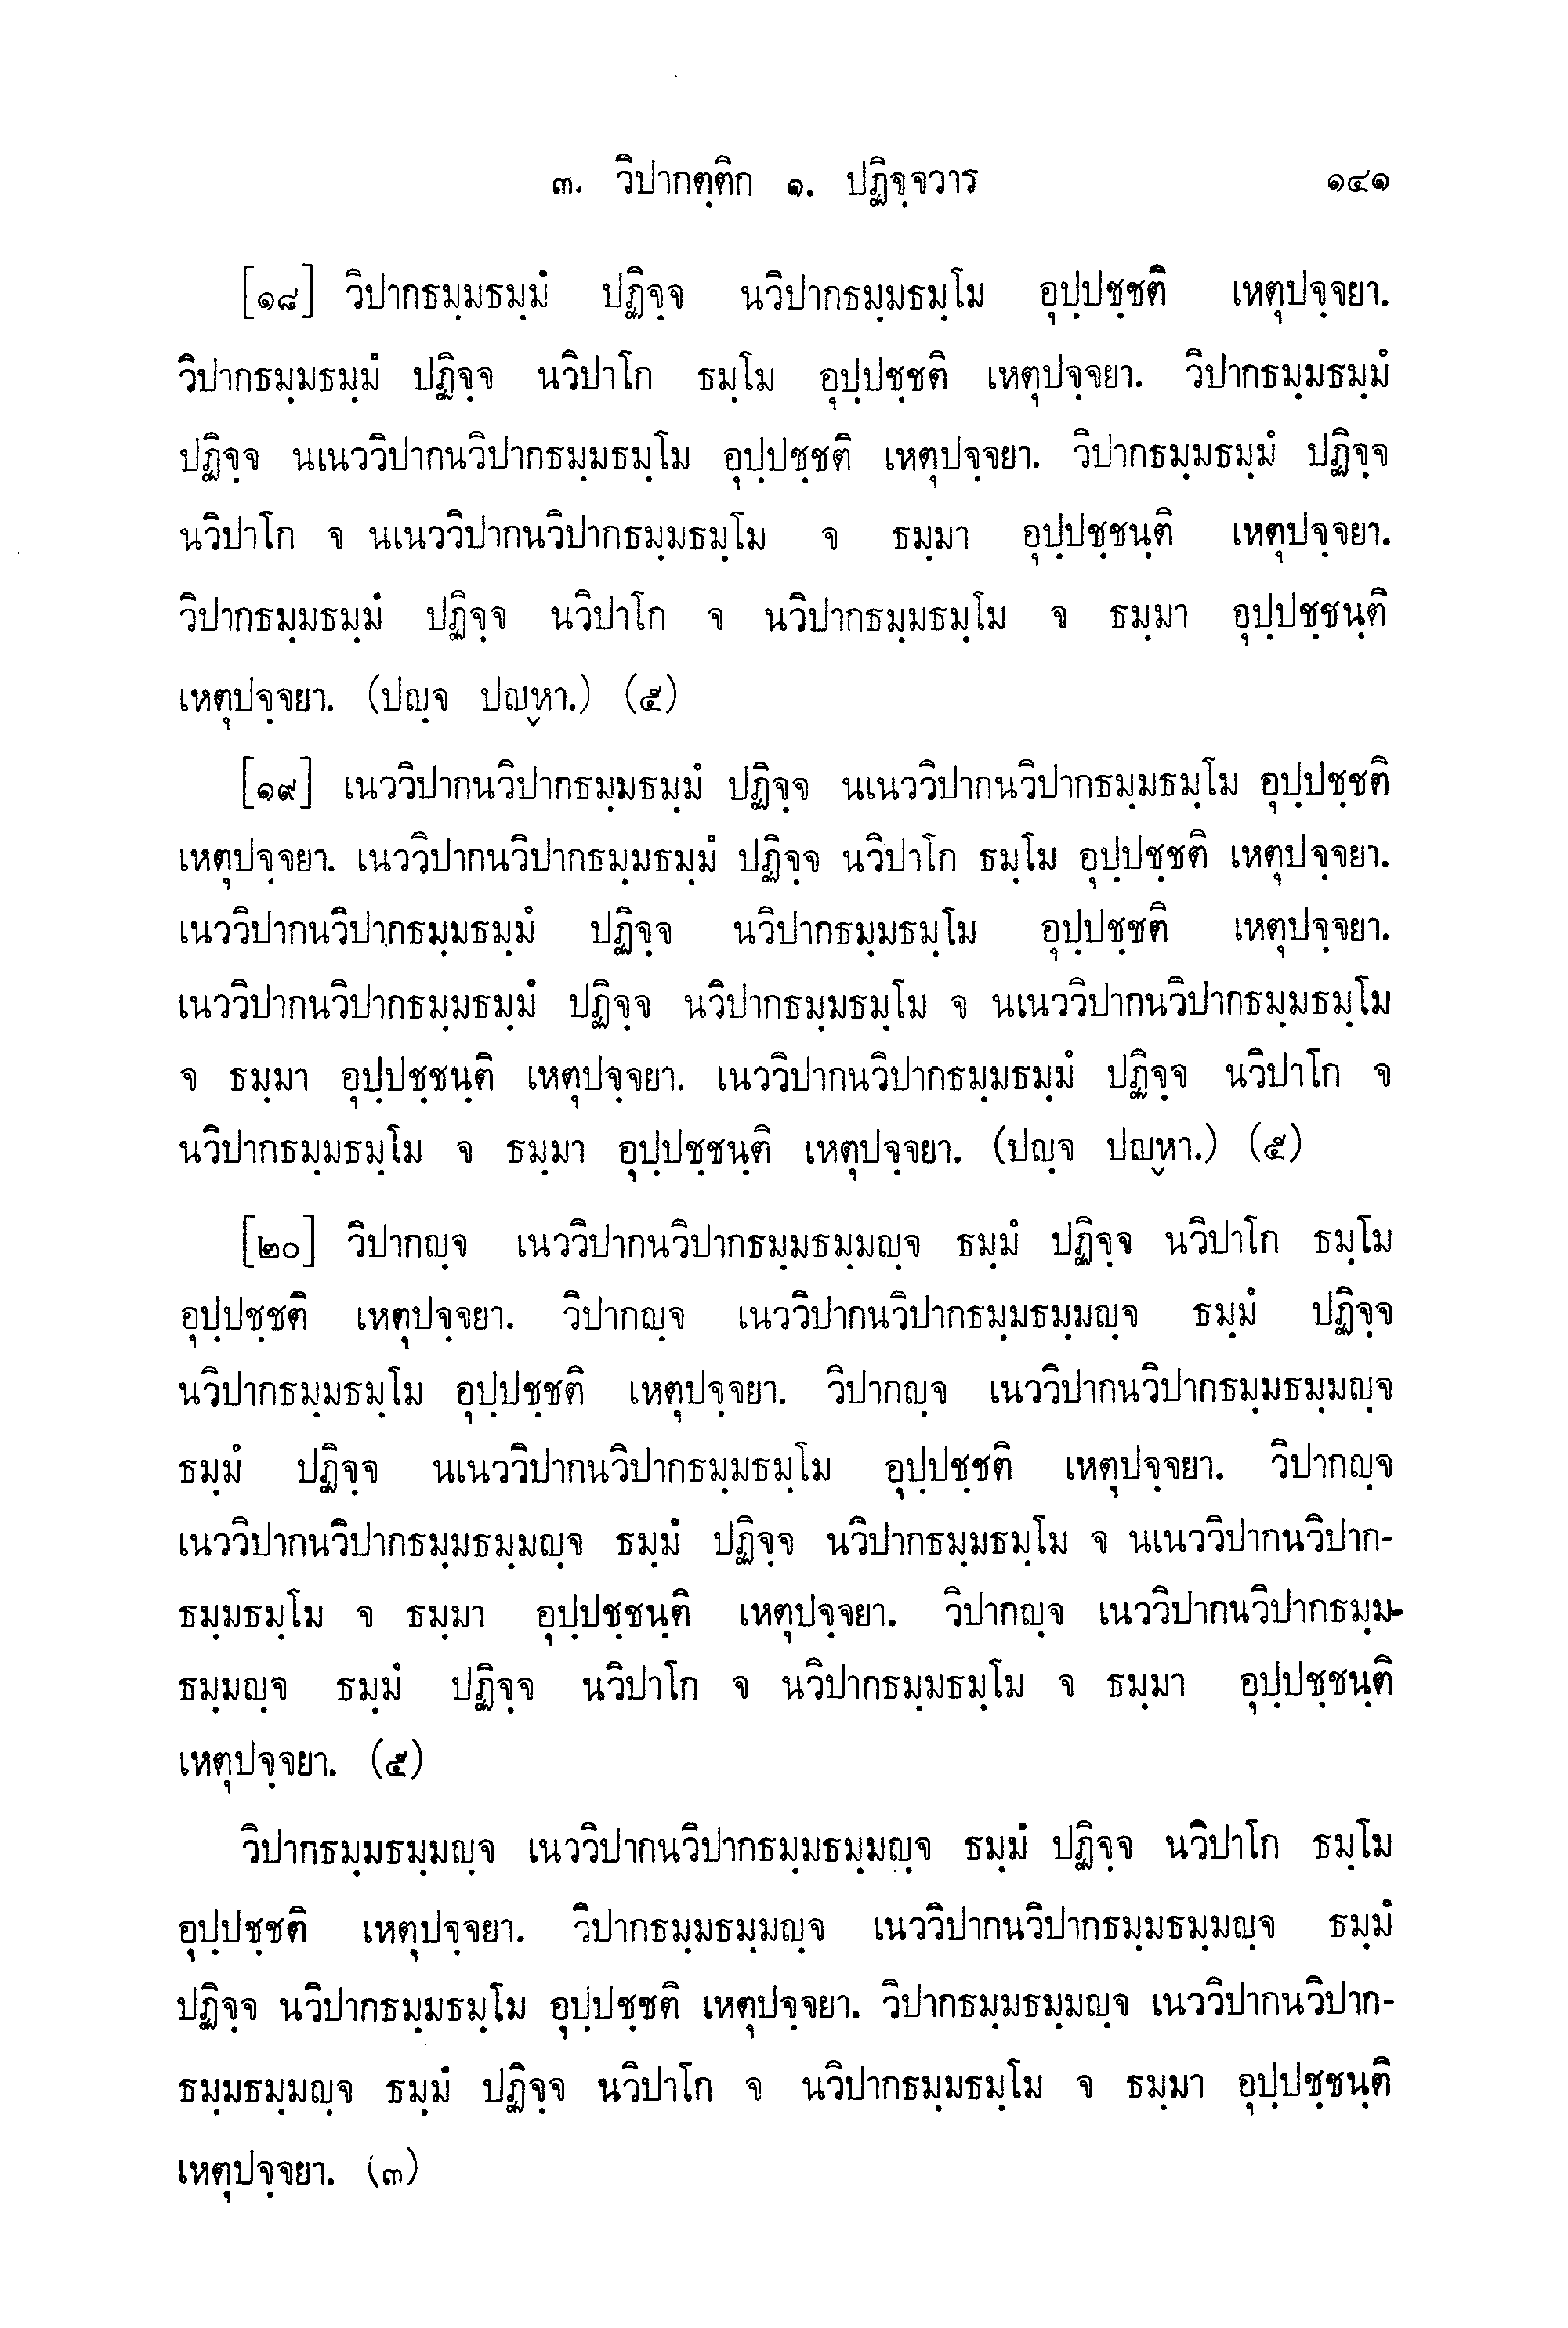 ๓. วิปากตฺติก ๑. ปฏิจฺจวาร ๑๔๑
[๑๘] วิปากธมฺมธมฺมํ ปฏิจฺจ นวิปากธมฺมธมฺโม อุปฺปชฺชติ เหตุปจฺจยา.
วิปากธมฺมธมฺมํ ปฏิจฺจ นวิปาโก ธมฺโม อุปฺปชฺชติ เหตุปจฺจยา. วิปากธมฺมธมฺมํ
ปฏิจฺจ นเนววิปากนวิปากธมฺมธมฺโม อุปฺปชฺชติ เหตุปจฺจยา. วิปากธมฺมธมฺมํ ปฏิจฺจ
นวิปาโก จ นเนววิปากนวิปากธมฺมธมฺโม จ ธมฺมา อุปฺปชฺชนฺติ เหตุปจฺจยา.
วิปากธมฺมธมฺมํ ปฏิจฺจ นวิปาโก จ นวิปากธมฺมธมฺโม จ ธมฺมา อุปฺปชฺชนฺติ
เหตุปจฺจยา. (ปญฺจ ปญฺหา.) (๕)
[๑๙] เนววิปากนวิปากธมฺมธมฺมํ ปฏิจฺจ นเนววิปากนวิปากธมฺมธมฺโม อุปฺปชฺชติ
เหตุปจฺจยา. เนววิปากนวิปากธมฺมธมฺมํ ปฏิจฺจ นวิปาโก ธมฺโม อุปฺปชฺชติ เหตุปจฺจยา.
เนววิปากนวิปากธมฺมธมฺมํ ปฏิจฺจ นวิปากธมฺมธมฺโม อุปฺปชฺชติ เหตุปจฺจยา.
เนววิปากนวิปากธมฺมธมฺมํ ปฏิจฺจ นวิปากธมฺมธมฺโม จ นเนววิปากนวิปากธมฺมธมฺโม
จ ธมฺมา อุปฺปชฺชนฺติ เหตุปจฺจยา. เนววิปากนวิปากธมฺมธมฺมํ ปฏิจฺจ นวิปาโก จ
นวิปากธมฺมธมฺโม จ ธมฺมา อุปฺปชฺชนฺติ เหตุปจฺจยา. (ปญฺจ ปญฺหา.) (๕)
[๒๐] วิปากญฺจ เนววิปากนวิปากธมฺมธมฺมญฺจ ธมฺมํ ปฏิจฺจ นวิปาโก ธมฺโม
อุปฺปชฺชติ เหตุปจฺจยา. วิปากญฺจ เนววิปากนวิปากธมฺมธมฺมญฺจ ธมฺมํ ปฏิจฺจ
นวิปากธมฺมธมฺโม อุปฺปชฺชติ เหตุปจฺจยา. วิปากญฺจ เนววิปากนวิปากธมฺมธมฺมญฺจ
ธมฺมํ ปฏิจฺจ นเนววิปากนวิปากธมฺมธมฺโม อุปฺปชฺชติ เหตุปจฺจยา. วิปากญฺจ
เนววิปากนวิปากธมฺมธมฺมญฺจ ธมฺมํ ปฏิจฺจ นวิปากธมฺมธมฺโม จ นเนววิปากนวิปาก-
ธมฺมธมฺโม จ ธมฺมา อุปฺปชฺชนฺติ เหตุปจฺจยา. วิปากญฺจ เนววิปากนวิปากธมฺม-
ธมฺมญฺจ ธมฺมํ ปฏิจฺจ นวิปาโก จ นวิปากธมฺมธมฺโม จ ธมฺมา อุปฺปชฺชนฺติ
เหตุปจฺจยา. (๕)
วิปากธมฺมธมฺมญฺจ เนววิปากนวิปากธมฺมธมฺมญฺจ ธมฺมํ ปฏิจฺจ นวิปาโก ธมฺโม
อุปฺปชฺชติ เหตุปจฺจยา. วิปากธมฺมธมฺมญฺจ เนววิปากนวิปากธมฺมธมฺมญฺจ ธมฺมํ
ปฏิจฺจ นวิปากธมฺมธมฺโม อุปฺปชฺชติ เหตุปจฺจยา. วิปากธมฺมธมฺมญฺจ เนววิปากนวิปาก-
ธมฺมธมฺมญฺจ ธมฺมํ ปฏิจฺจ นวิปาโก จ นวิปากธมฺมธมฺโม จ ธมฺมา อุปฺปชฺชนฺติ
เหตุปจฺจยา. (๓)